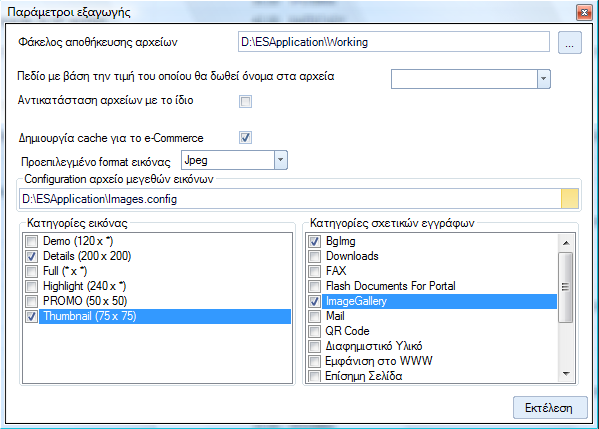 Παράμετροι εξαγωγής
Φάκελος αποθήκευσης αρχείων D:\ESApplication\Working ...
Πεδίο με βάση την τιμή του οποίου θα δωθεί όνομα στα αρχεία
Αντικατάσταση αρχείων με το ίδιο
Δημιουργία cache για το e-Commerce
Προεπιλεγμένο format εικόνας Jpeg
Configuration αρχείο μεγεθών εικόνων
D:\ESApplication\Images.config
Κατηγορίες εικόνας
Demo (120 x *)
Details (200 x 200)
Full (* x *)
Highlight (240 x *)
PROMO (50 x 50)
Thumbnail (75 x 75)
Κατηγορίες σχετικών εγγράφων
BgImg
Downloads
FAX
Flash Documents For Portal
ImageGallery
Mail
QR Code
Διαφημιστικό Υλικό
Εμφάνιση στο WWW
Επίσημη Σελίδα
Εκτέλεση